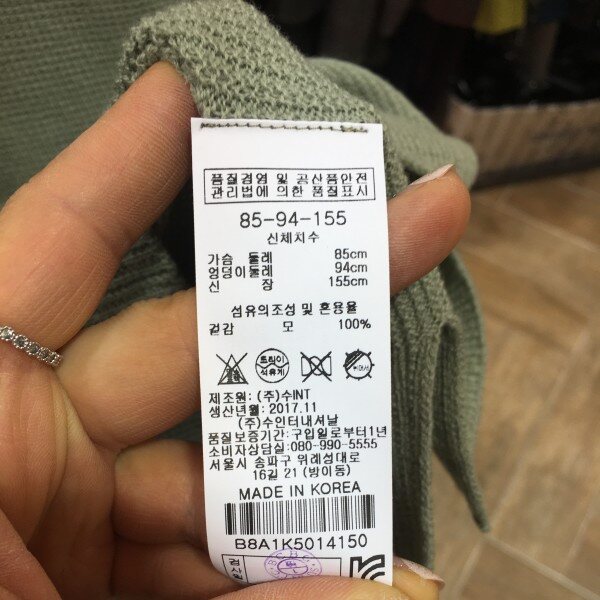 품질경영 및 공산품안전
관리법에 의한 품질표시
85-94-155
신체치수
가슴 둘레 85cm
엉덩이둘레 94cm
신 장 155cm
섬유의조성 및 혼용율
겉감 모 100%
드라이
석유계
제조원: (주)수INT
생산년월: 2017.11
(주)수인터내셔날
품질보증기간: 구입일로부터1년
소비자상담실: 080-990-5555
서울시 송파구 위례성대로
16길 21 (방이동)
MADE IN KOREA
B8A1K5014150